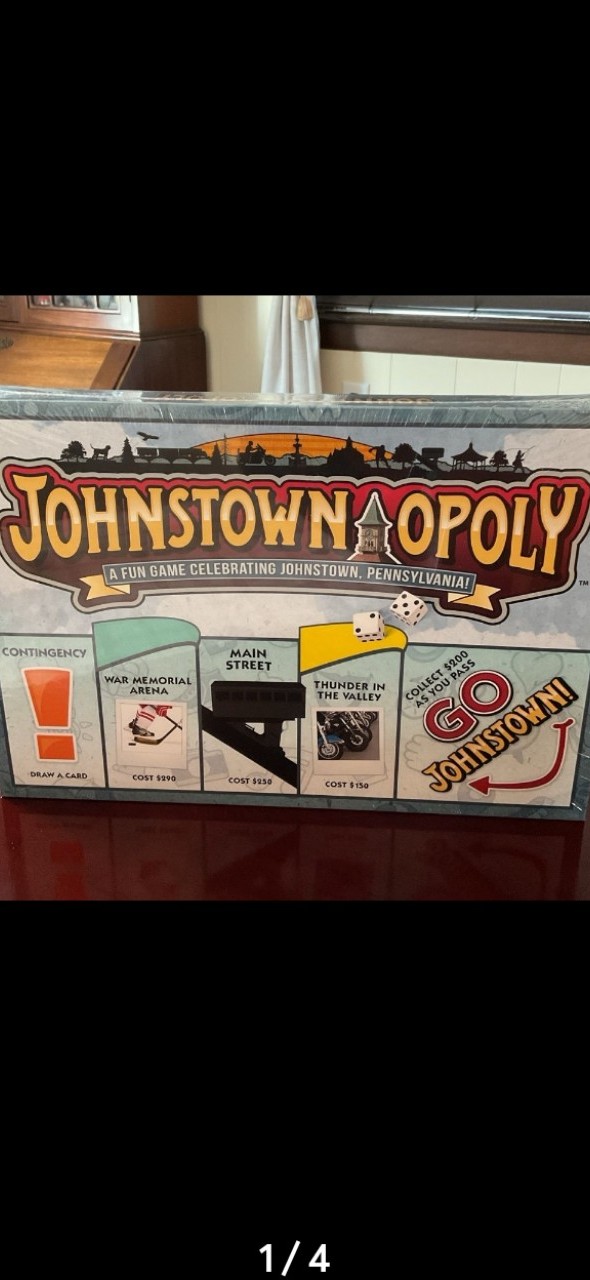 JOHNSTOWN OPOLY
TM
A FUN GAME CELEBRATING JOHNSTOWN, PENNSYLVANIA!
CONTINGENCY
DRAW A CARD
WAR MEMORIAL
ARENA
COST $290
MAIN
STREET
COST $250
THUNDER IN
THE VALLEY
COST $150
COLLECT $200
AS YOU PASS
GO
JOHNSTOWN!
1/4